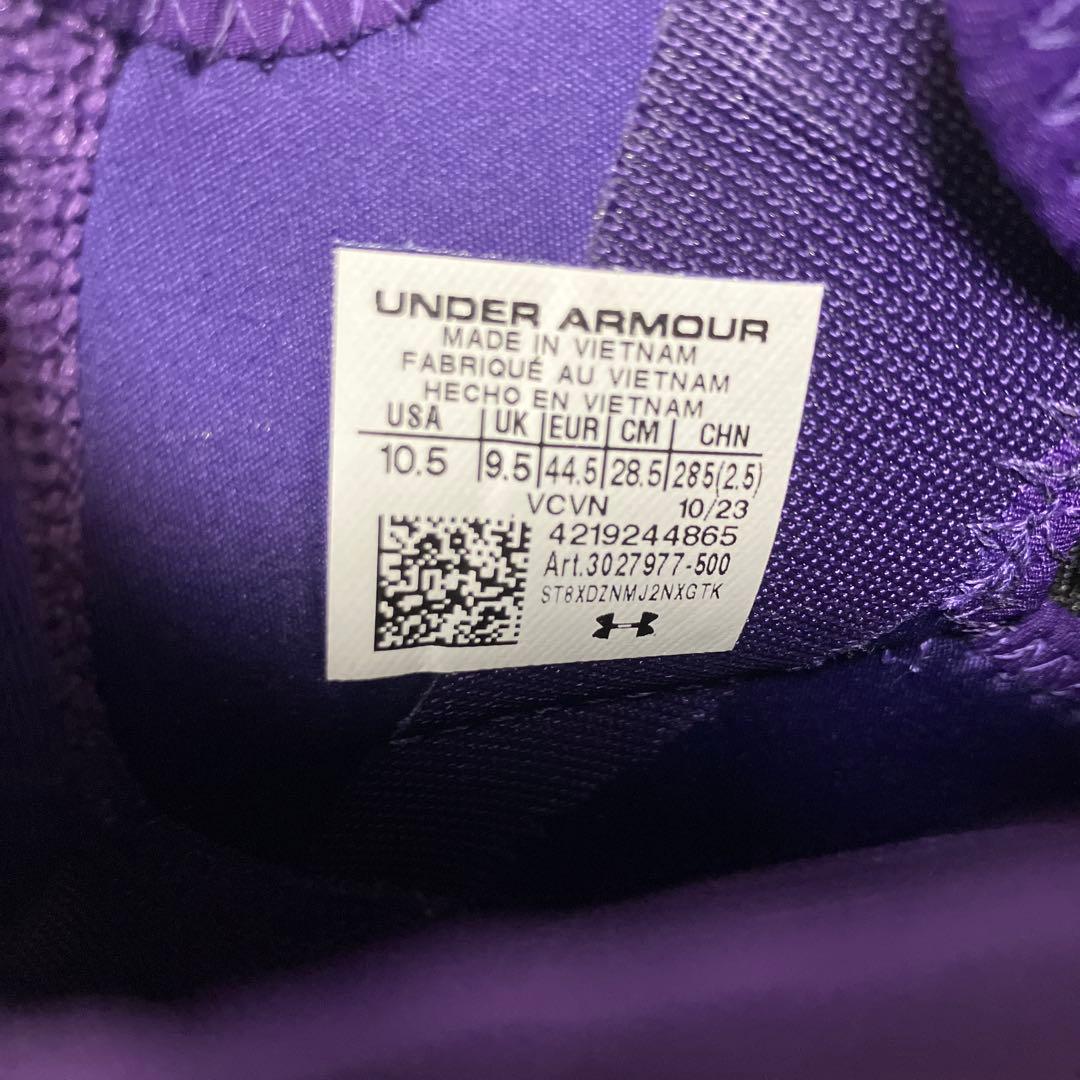 UNDER ARMOUR
MADE IN VIETNAM
FABRIQUÉ AU VIETNAM
HECHO EN VIETNAM
USA UK EUR CM CHN
10.5 9.5 44.5 28.5 285(2.5)
VCVN 10/23
4219244865
Art.3027977-500
ST8XDZNMJ2NXGTK